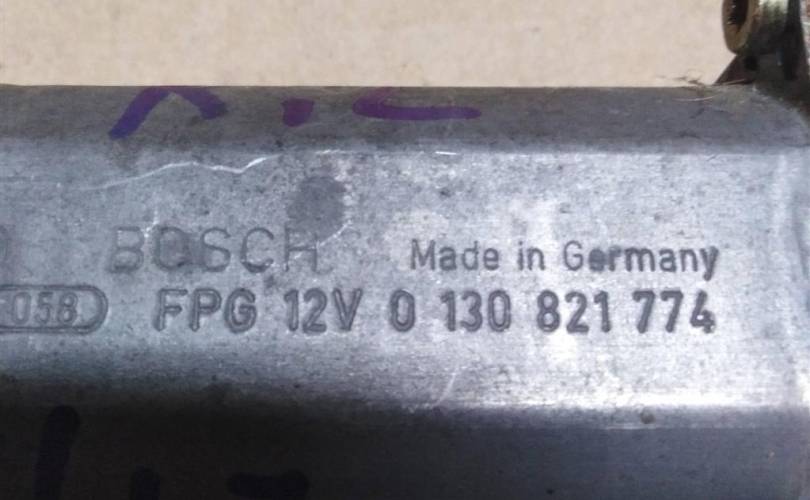 BOSCH Made in Germany
058 FPG 12V 0 130 821 774